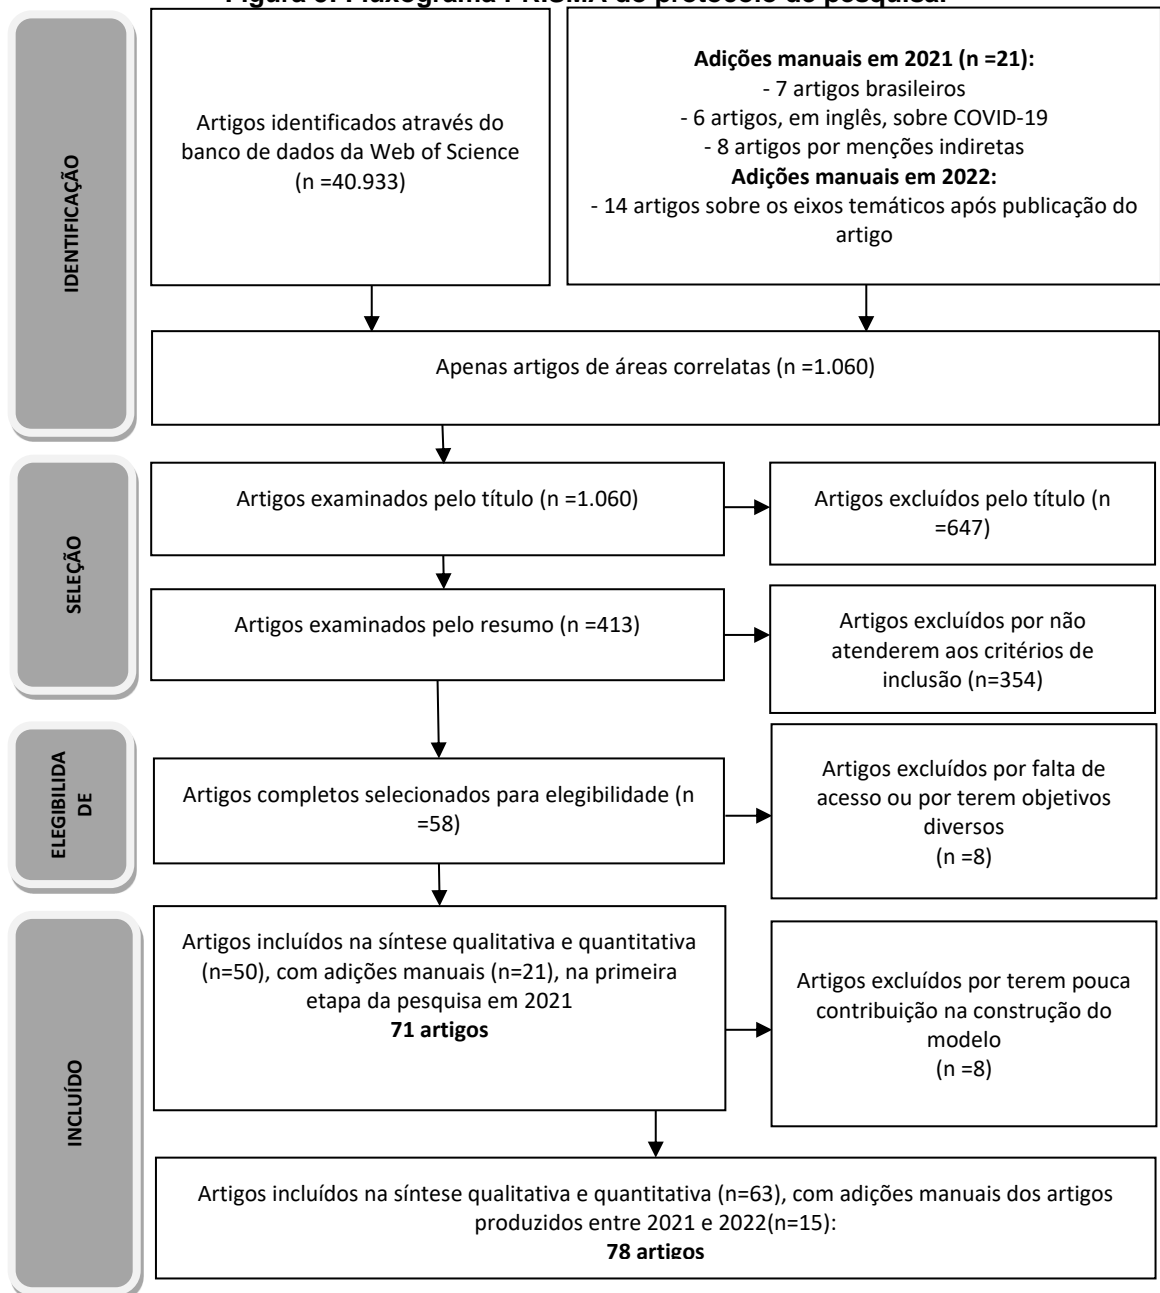 Figura 3. Fluxograma PRISMA do protocolo de pesquisa.
IDENTIFICAÇÃO
Artigos identificados através do
banco de dados da Web of Science
(n =40.933)
Adições manuais em 2021 (n =21):
- 7 artigos brasileiros
- 6 artigos, em inglês, sobre COVID-19
- 8 artigos por menções indiretas
Adições manuais em 2022:
- 14 artigos sobre os eixos temáticos após publicação do
artigo
Apenas artigos de áreas correlatas (n =1.060)
SELEÇÃO
Artigos examinados pelo título (n =1.060)
Artigos excluídos pelo título (n
=647)
Artigos examinados pelo resumo (n =413)
Artigos excluídos por não
atenderem aos critérios de
inclusão (n=354)
ELEGIBILIDA
DE
Artigos completos selecionados para elegibilidade (n
=58)
Artigos excluídos por falta de
acesso ou por terem objetivos
diversos
(n =8)
INCLUÍDO
Artigos incluídos na síntese qualitativa e quantitativa
(n=50), com adições manuais (n=21), na primeira
etapa da pesquisa em 2021
71 artigos
Artigos excluídos por terem pouca
contribuição na construção do
modelo
(n =8)
Artigos incluídos na síntese qualitativa e quantitativa (n=63), com adições manuais dos artigos
produzidos entre 2021 e 2022(n=15):
78 artigos